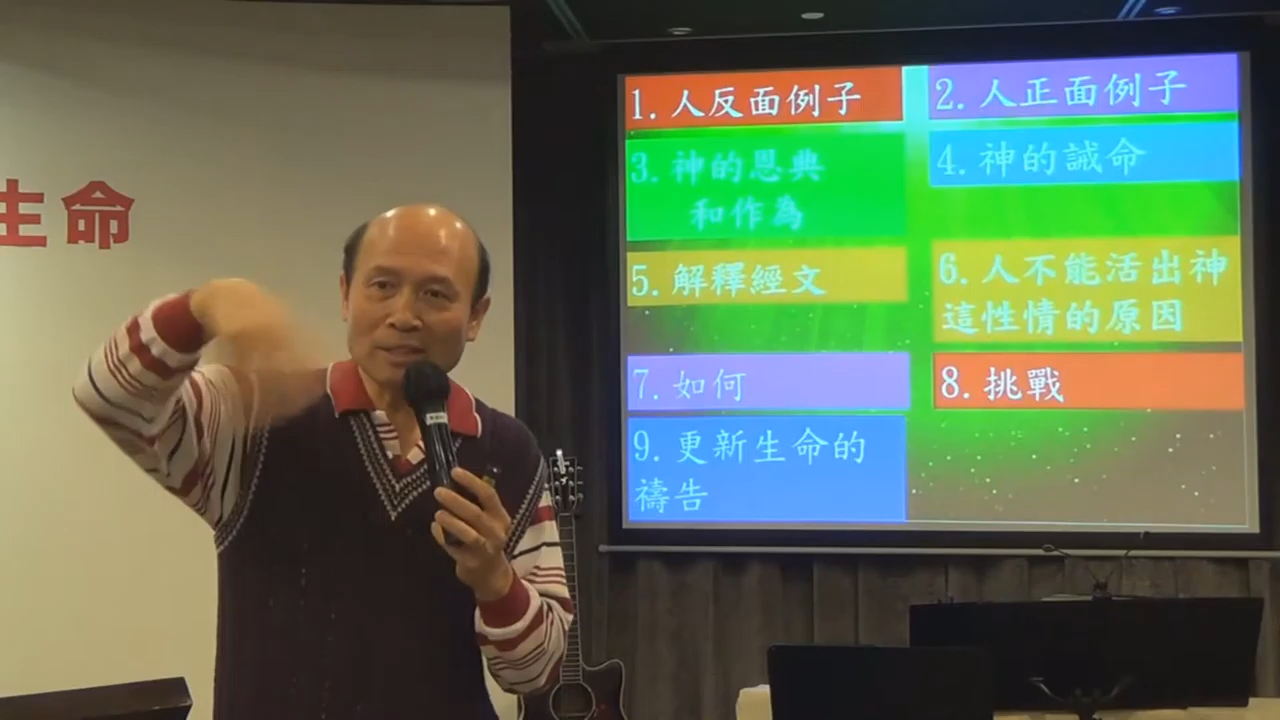 生命
1. 人反面例子
2. 人正面例子
3. 神的恩典
和作為
4. 神的誡命
5. 解釋經文
6. 人不能活出神
這性情的原因
7. 如何
8. 挑戰
9. 更新生命的
禱告